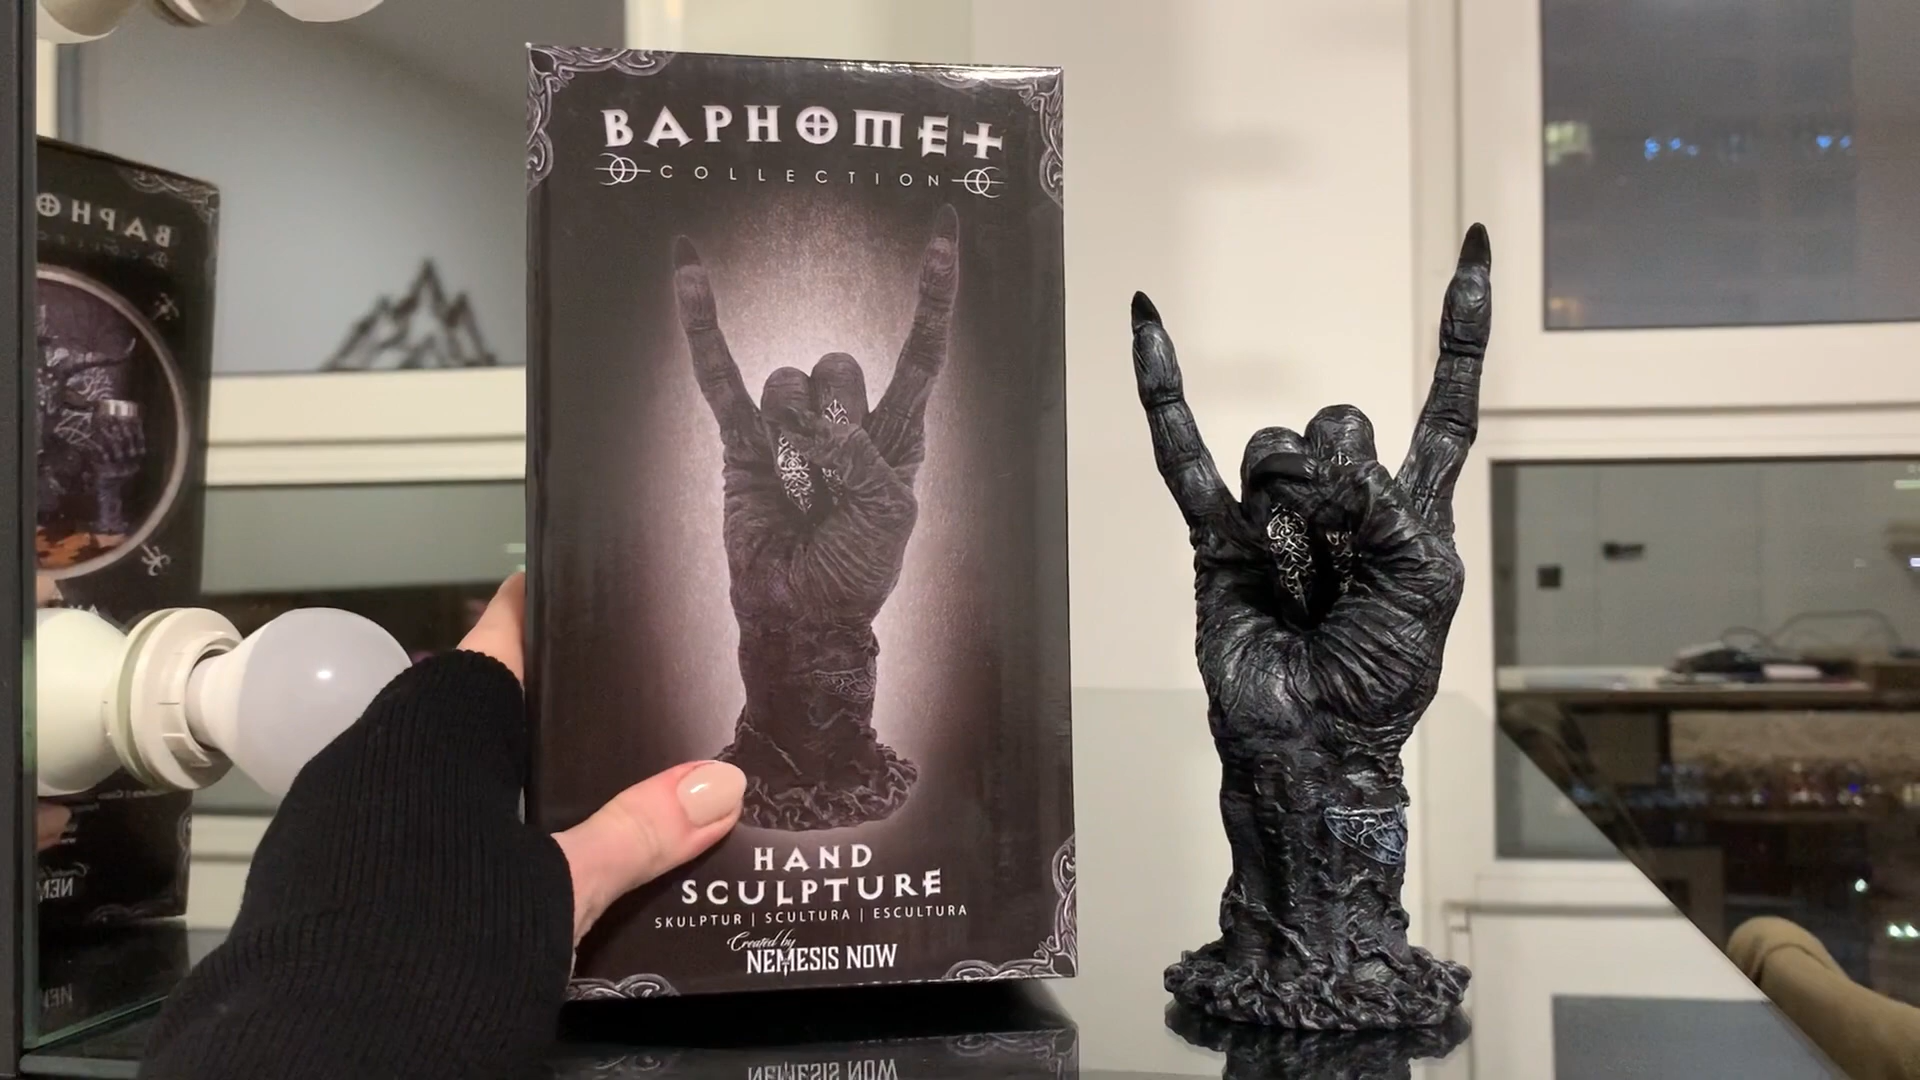 BAPHOMET
COLLECTION
HAND
SCULPTURE
SKULPTUR | SCULTURA | ESCULTURA
Created by
NEMESIS NOW